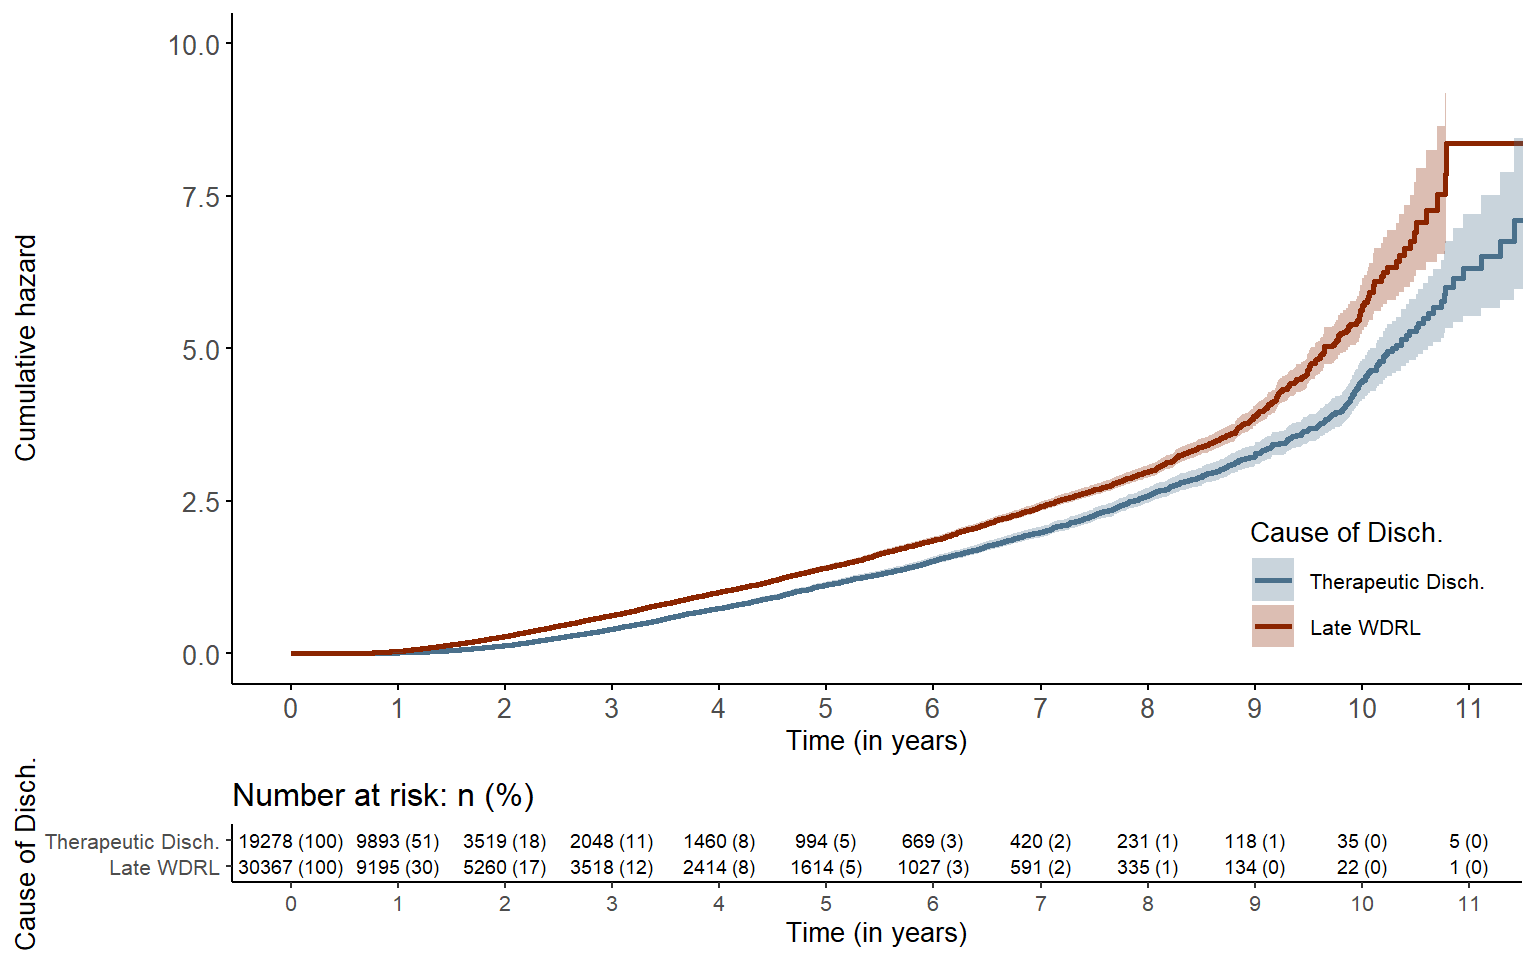 Cumulative hazard
10.0
7.5
5.0
2.5
0.0
0 1 2 3 4 5 6 7 8 9 10 11
Time (in years)
Cause of Disch.
Therapeutic Disch.
Late WDRL
Number at risk: n (%)
Cause of Disch.
Therapeutic Disch. 19278 (100) 9893 (51) 3519 (18) 2048 (11) 1460 (8) 994 (5) 669 (3) 420 (2) 231 (1) 118 (1) 35 (0) 5 (0)
Late WDRL 30367 (100) 9195 (30) 5260 (17) 3518 (12) 2414 (8) 1614 (5) 1027 (3) 591 (2) 335 (1) 134 (0) 22 (0) 1 (0)
0 1 2 3 4 5 6 7 8 9 10 11
Time (in years)